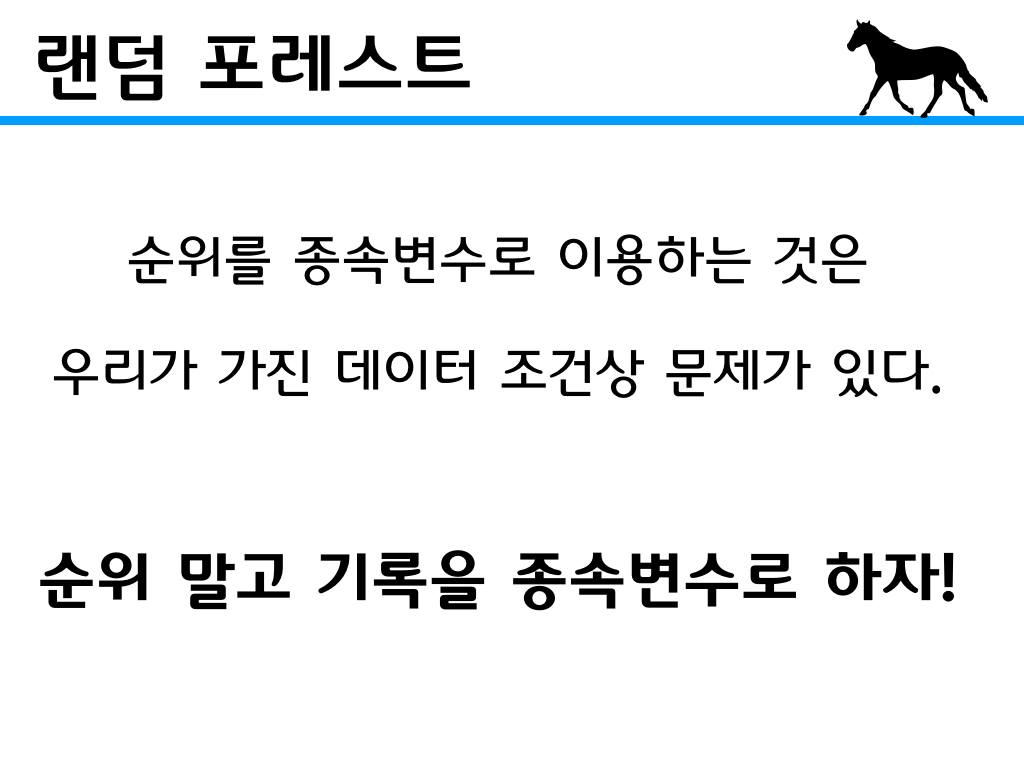 랜덤 포레스트
순위를 종속변수로 이용하는 것은
우리가 가진 데이터 조건상 문제가 있다.
순위 말고 기록을 종속변수로 하자!